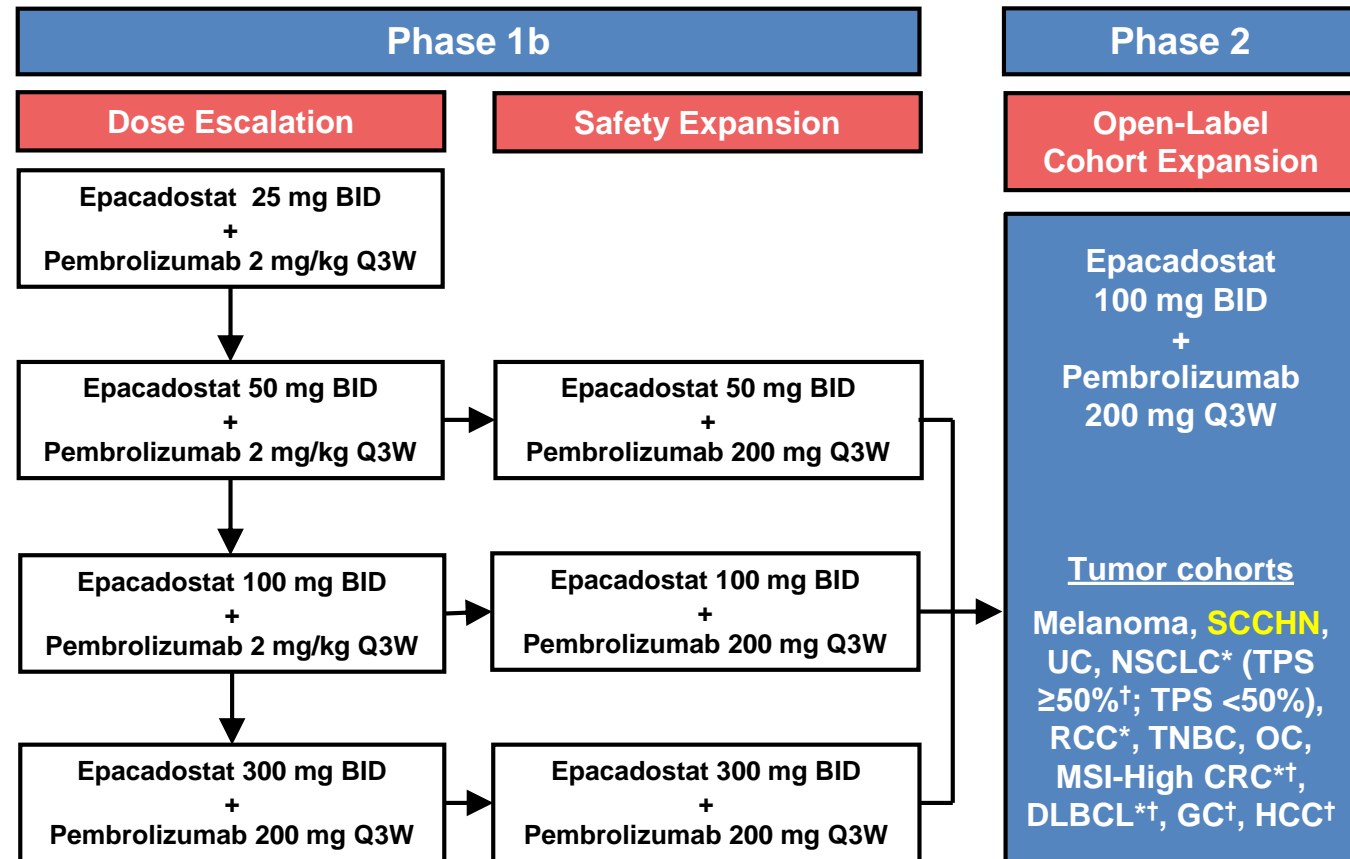 Phase 1b
Phase 2
Dose Escalation
Safety Expansion
Open-Label
Cohort Expansion
Epacadostat 25 mg BID
+
Pembrolizumab 2 mg/kg Q3W
Epacadostat 50 mg BID
+
Pembrolizumab 2 mg/kg Q3W
Epacadostat 50 mg BID
+
Pembrolizumab 200 mg Q3W
Epacadostat 100 mg BID
+
Pembrolizumab 2 mg/kg Q3W
Epacadostat 100 mg BID
+
Pembrolizumab 200 mg Q3W
Epacadostat 300 mg BID
+
Pembrolizumab 200 mg Q3W
Epacadostat 300 mg BID
+
Pembrolizumab 200 mg Q3W
Epacadostat
100 mg BID
+
Pembrolizumab
200 mg Q3W
Tumor cohorts
Melanoma, SCCHN,
UC, NSCLC* (TPS
≥50%†; TPS <50%),
RCC*, TNBC, OC,
MSI-High CRC*†,
DLBCL*†, GC†, HCC†